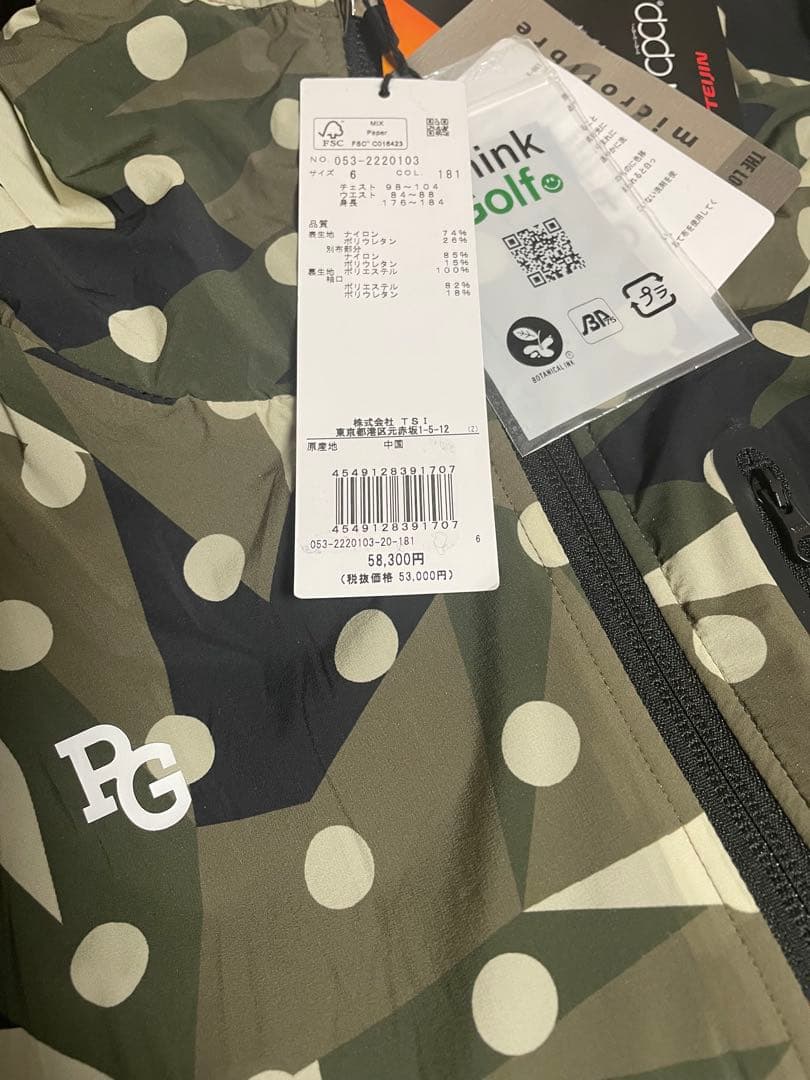 MIX
Paper
FSC
FSC® C016423
NO. 053-2220103
サイズ 6 COL. 181
チェスト 98～104
ウエスト 84～88
身長 176～184
品質
表生地 ナイロン 74%
ポリウレタン 26%
別布部分
ナイロン 85%
ポリウレタン 15%
裏生地 ポリエステル 100%
袖口
ポリエステル 82%
ポリウレタン 18%
株式会社 TSI
東京都港区元赤坂1-5-12 (2)
原産地 中国
4549128391707
4549128391707
053-2220103-20-181 6
58,300円
(税抜価格 53,000円)
hink
Golf
BOTANICAL INK
プラ
microfibre
TEIJIN
THE LO
PG